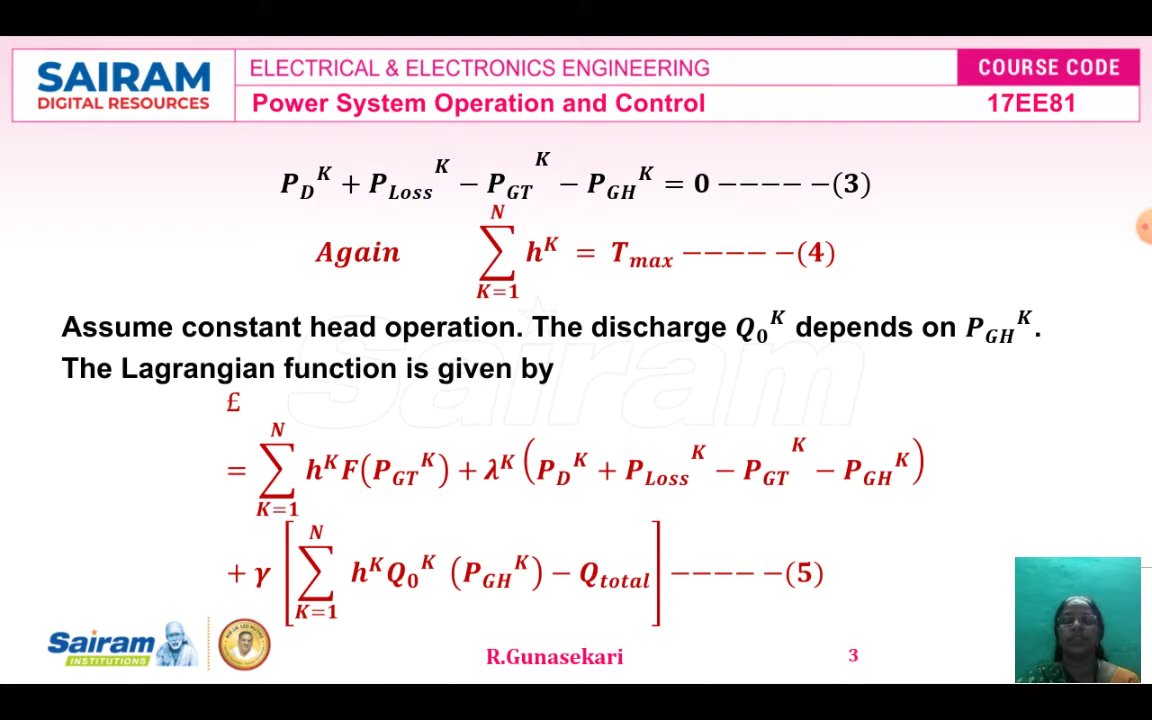 SAIRAM
DIGITAL RESOURCES
ELECTRICAL & ELECTRONICS ENGINEERING
Power System Operation and Control
COURSE CODE
17EE81
P_D^K + P_Loss^K − P_GT^K − P_GH^K = 0 −−−−−−(3)
Again ∑_{K=1}^{N} h^K = T_max −−−−−−(4)
Assume constant head operation. The discharge Q_0^K depends on P_GH^K.
The Lagrangian function is given by
£
= ∑_{K=1}^{N} h^K F(P_GT^K) + λ^K (P_D^K + P_Loss^K − P_GT^K − P_GH^K)
+ γ [∑_{K=1}^{N} h^K Q_0^K (P_GH^K) − Q_total] −−−−−−(5)
Sairam
Sairam
INSTITUTIONS
R.Gunasekari
3